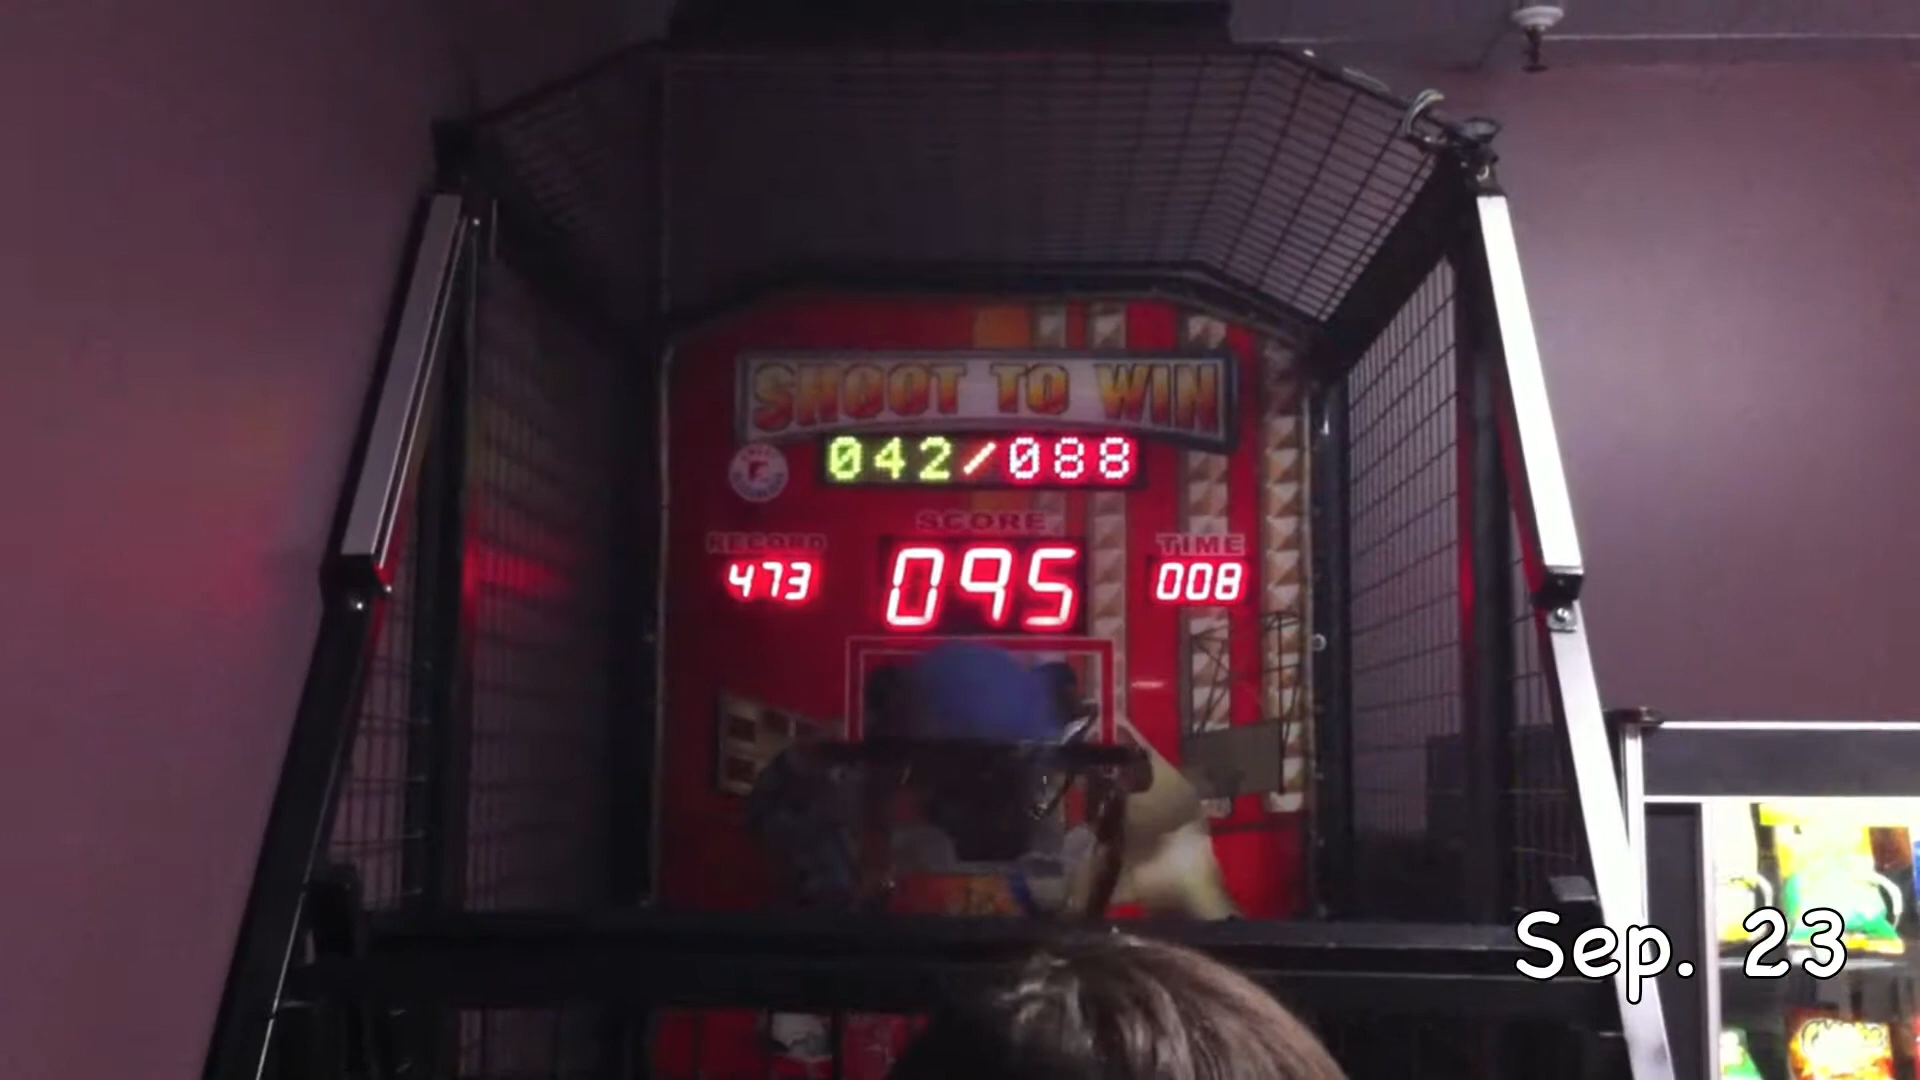 SHOOT TO WIN
042/088
SCORE
RECORD
TIME
473
095
008
Sep. 23